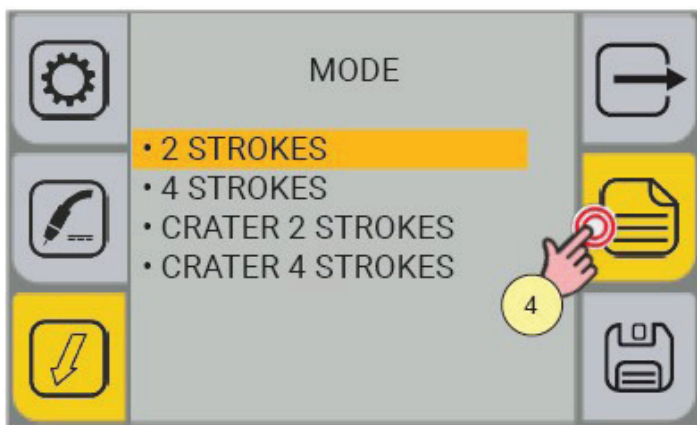 MODE
• 2 STROKES
• 4 STROKES
• CRATER 2 STROKES
• CRATER 4 STROKES
4